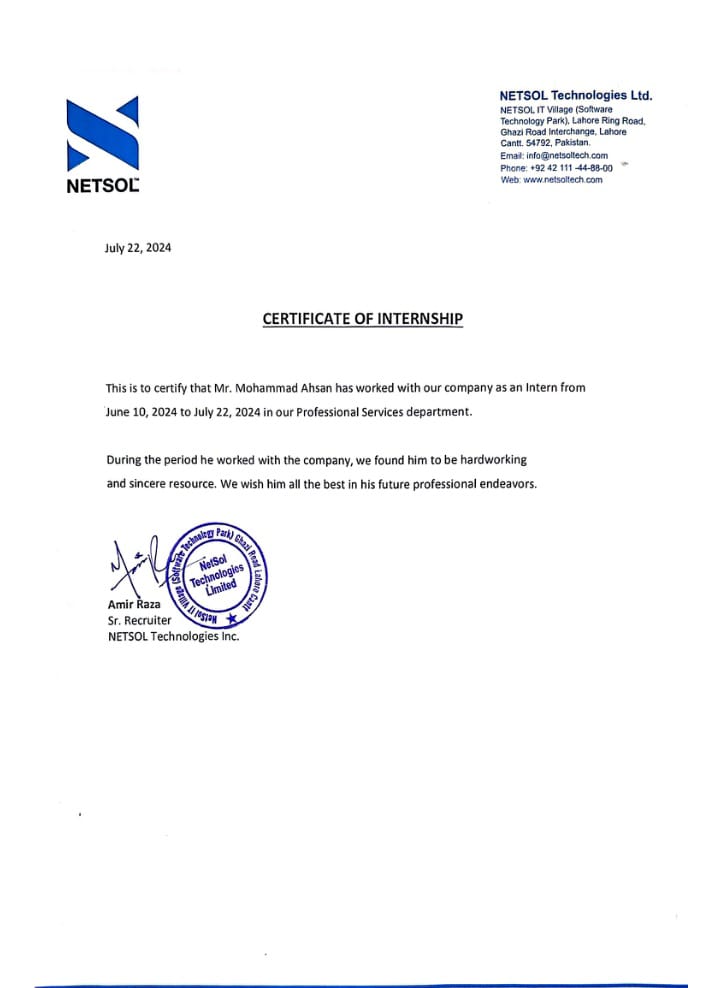 NETSOL
NETSOL Technologies Ltd.
NETSOL IT Village (Software
Technology Park), Lahore Ring Road,
Ghazi Road Interchange, Lahore
Cantt. 54792, Pakistan.
Email: info@netsoltech.com
Phone: +92 42 111 -44-88-00
Web: www.netsoltech.com
July 22, 2024
CERTIFICATE OF INTERNSHIP
This is to certify that Mr. Mohammad Ahsan has worked with our company as an Intern from
June 10, 2024 to July 22, 2024 in our Professional Services department.
During the period he worked with the company, we found him to be hardworking
and sincere resource. We wish him all the best in his future professional endeavors.
NetSol
Technologies
Limited
NetSol IT Village (Software Technology Park) Ghazi Road Lahore Cantt
Amir Raza
Sr. Recruiter
NETSOL Technologies Inc.